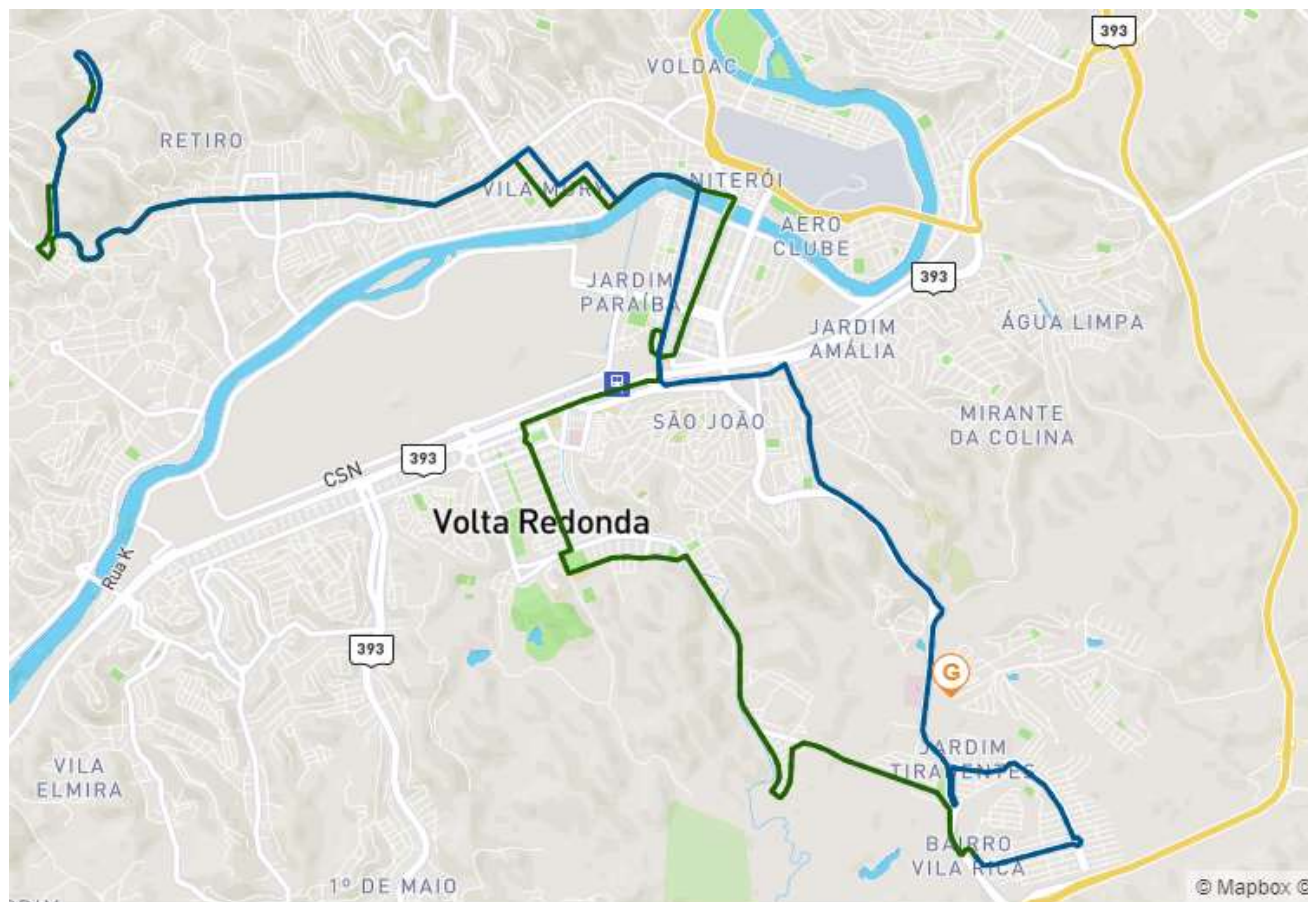 393
VOLDAC
RETIRO
VILA MURY
NITERÓI
AERO
CLUBE
393
JARDIM
PARAÍBA
ÁGUA LIMPA
JARDIM
AMÁLIA
SÃO JOÃO
MIRANTE
DA COLINA
393
CSN
Volta Redonda
Rua K
393
G
JARDIM
TIRADENTES
VILA
ELMIRA
BAIRRO
VILA RICA
1º DE MAIO
© Mapbox ©